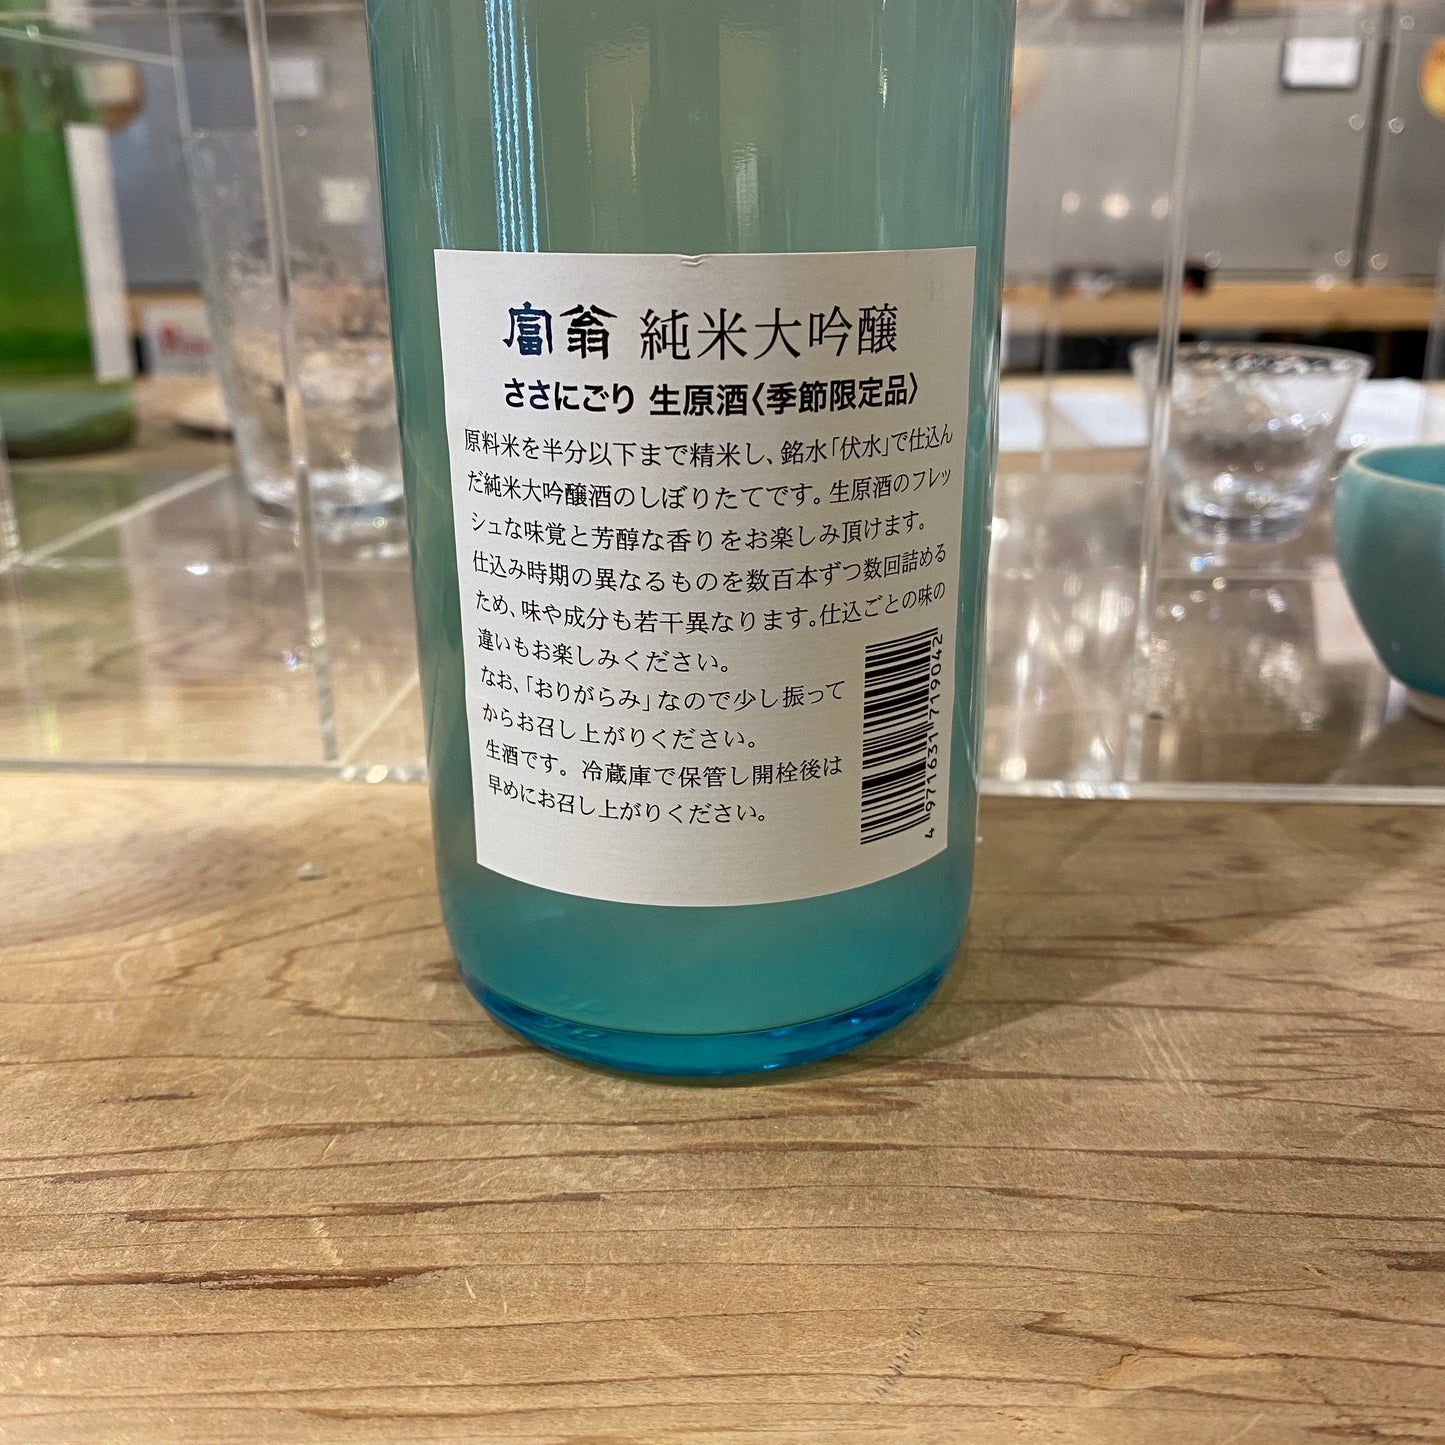 富翁 純米大吟醸
ささにごり 生原酒〈季節限定品〉
原料米を半分以下まで精米し、銘水「伏水」で仕込ん
だ純米大吟醸酒のしぼりたてです。生原酒のフレッ
シュな味覚と芳醇な香りをお楽しみ頂けます。
仕込み時期の異なるものを数百本ずつ数回詰める
ため、味や成分も若干異なります。仕込ごとの味の
違いもお楽しみください。
なお、「おりがらみ」なので少し振って
からお召し上がりください。
生酒です。冷蔵庫で保管し開栓後は
早めにお召し上がりください。
4 971631 719042